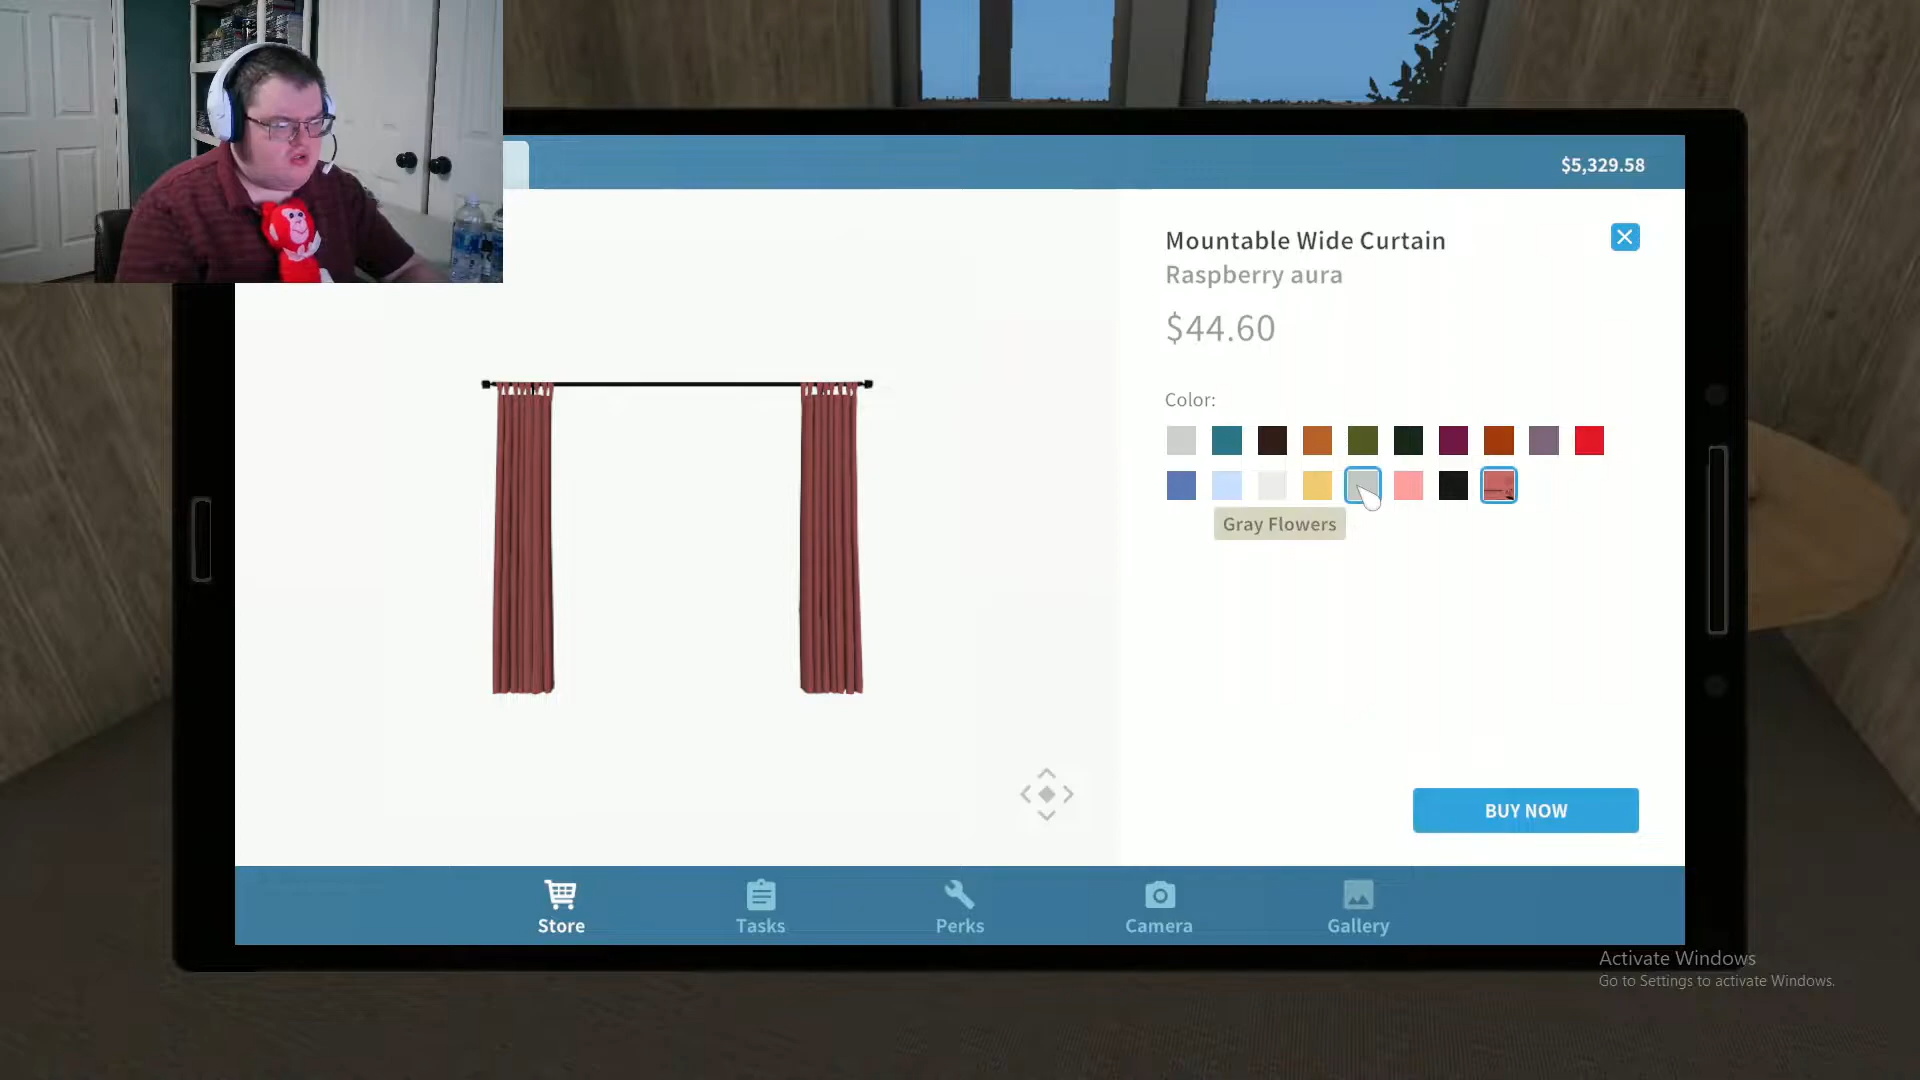 $5,329.58
Mountable Wide Curtain
Raspberry aura
$44.60
Color:
Gray Flowers
BUY NOW
Store
Tasks
Perks
Camera
Gallery
Activate Windows
Go to Settings to activate Windows.